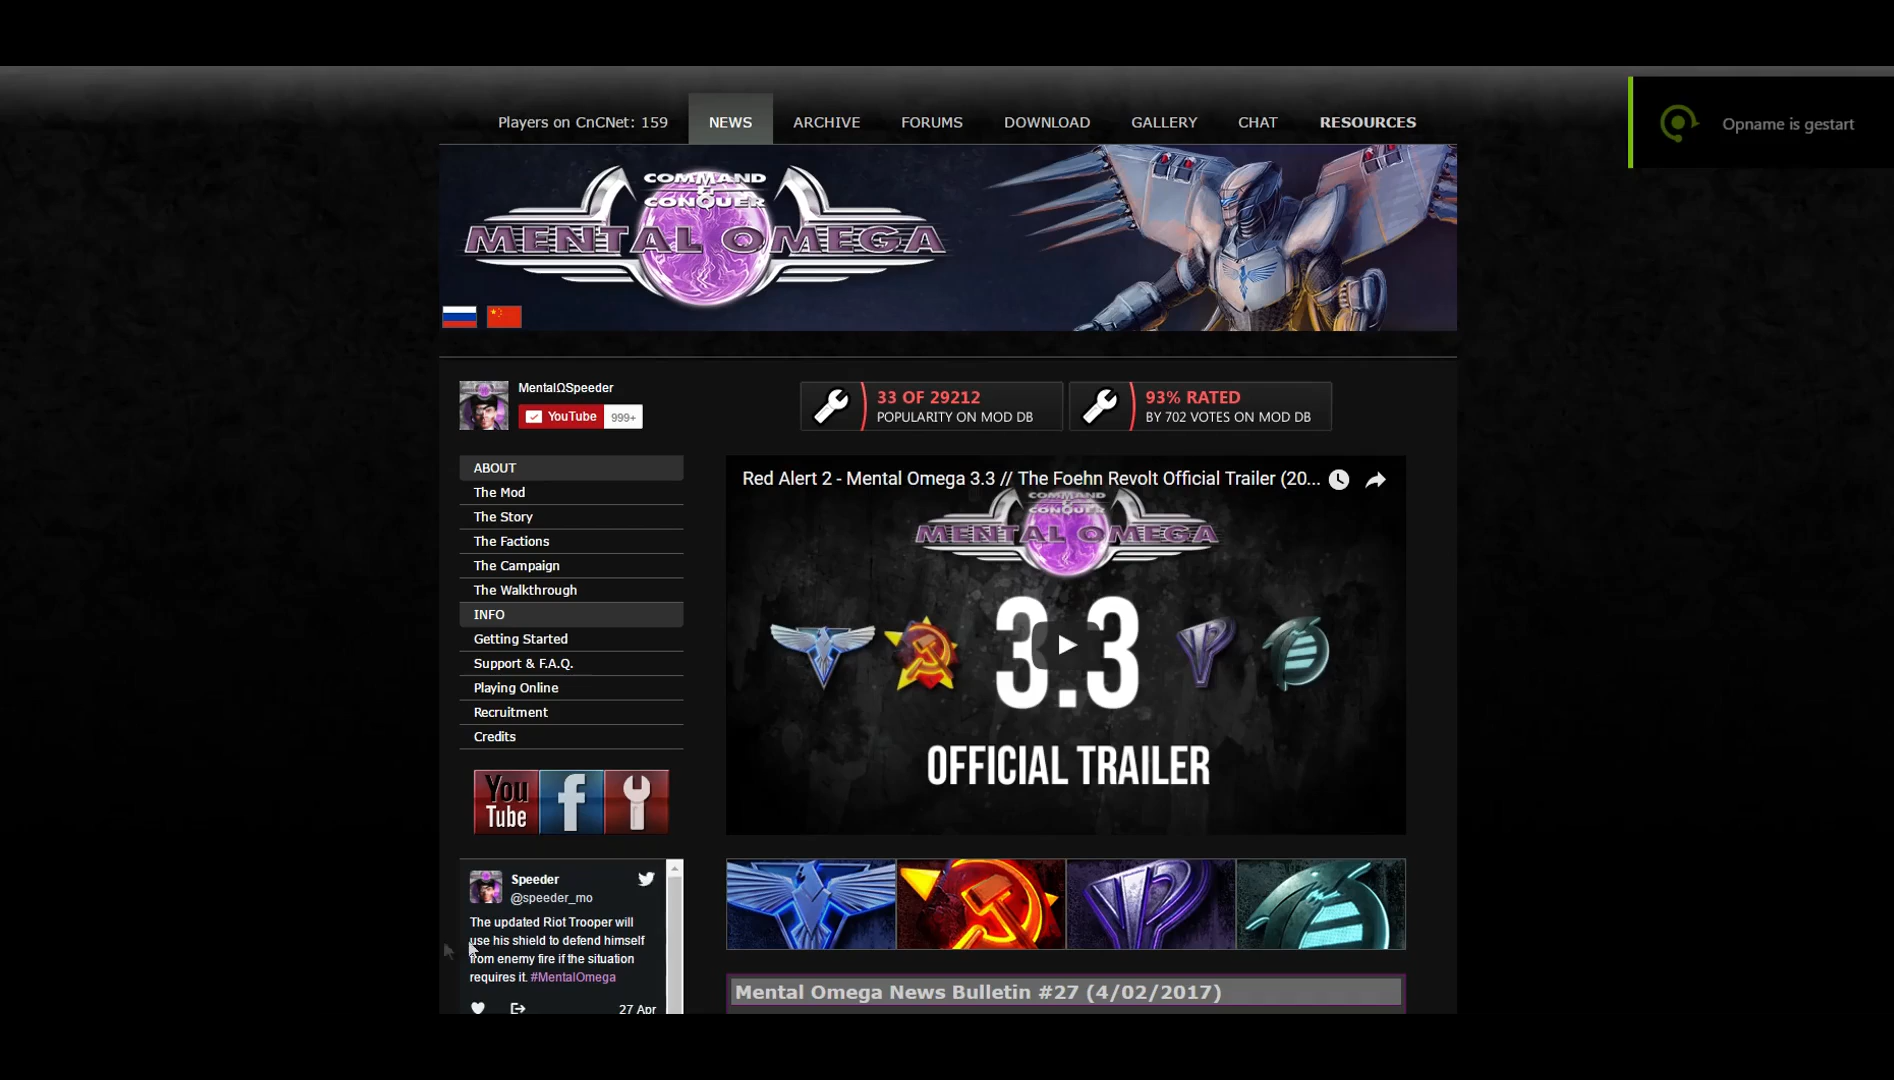 Players on CnCNet: 159
NEWS
ARCHIVE
FORUMS
DOWNLOAD
GALLERY
CHAT
RESOURCES
Opname is gestart
COMMAND
&
CONQUER
MENTAL OMEGA
MentalΩSpeeder
YouTube 999+
33 OF 29212
POPULARITY ON MOD DB
93% RATED
BY 702 VOTES ON MOD DB
ABOUT
The Mod
The Story
The Factions
The Campaign
The Walkthrough
INFO
Getting Started
Support & F.A.Q.
Playing Online
Recruitment
Credits
You
Tube
f
Red Alert 2 - Mental Omega 3.3 // The Foehn Revolt Official Trailer (20...
COMMAND
&
CONQUER
MENTAL OMEGA
3.3
OFFICIAL TRAILER
Speeder
@speeder_mo
The updated Riot Trooper will
use his shield to defend himself
from enemy fire if the situation
requires it. #MentalOmega
27 Apr
Mental Omega News Bulletin #27 (4/02/2017)